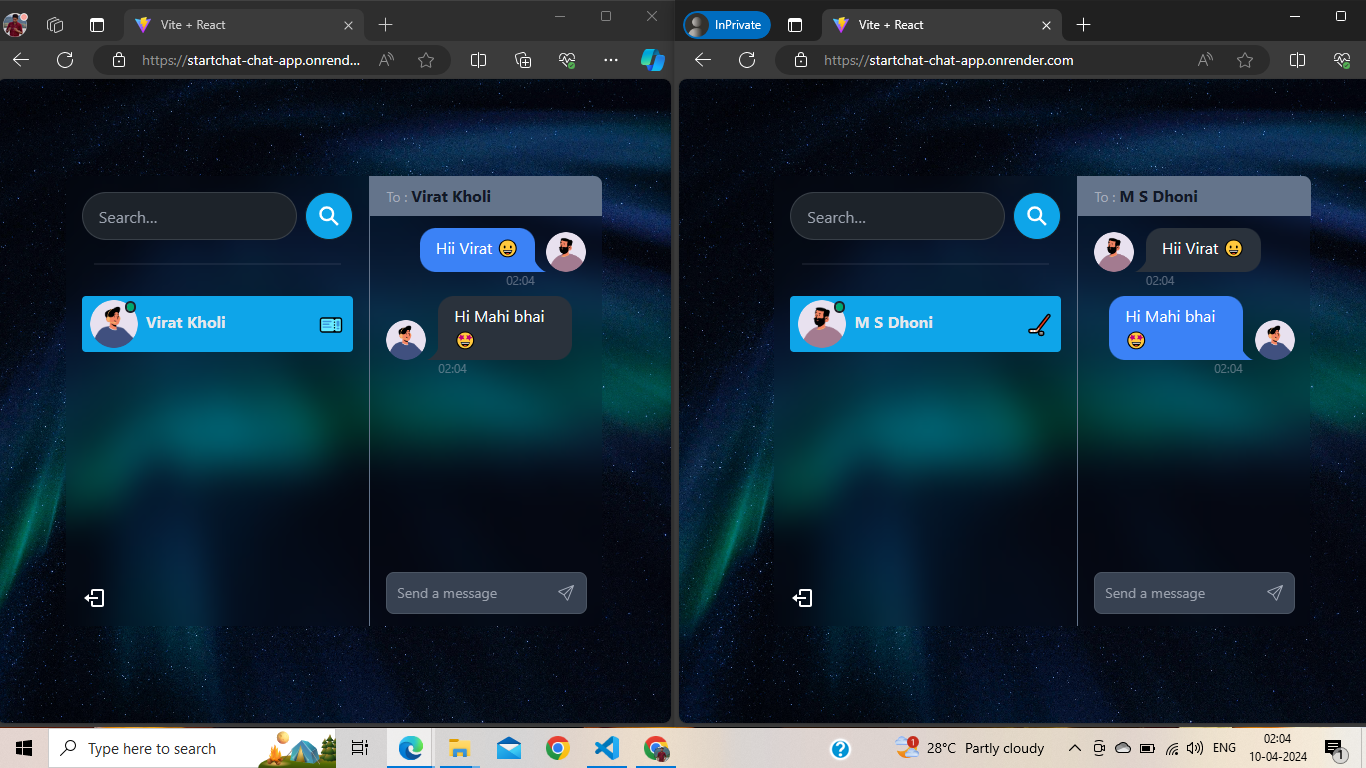 Vite + React
InPrivate
Vite + React
https://startchat-chat-app.onrend...
https://startchat-chat-app.onrender.com
Search...
To : Virat Kholi
Hii Virat 😀
02:04
Virat Kholi
Hi Mahi bhai
🤩
02:04
Send a message
Search...
To : M S Dhoni
Hii Virat 😀
02:04
M S Dhoni
Hi Mahi bhai
🤩
02:04
Send a message
Type here to search
1
28°C Partly cloudy
ENG
02:04
10-04-2024
1